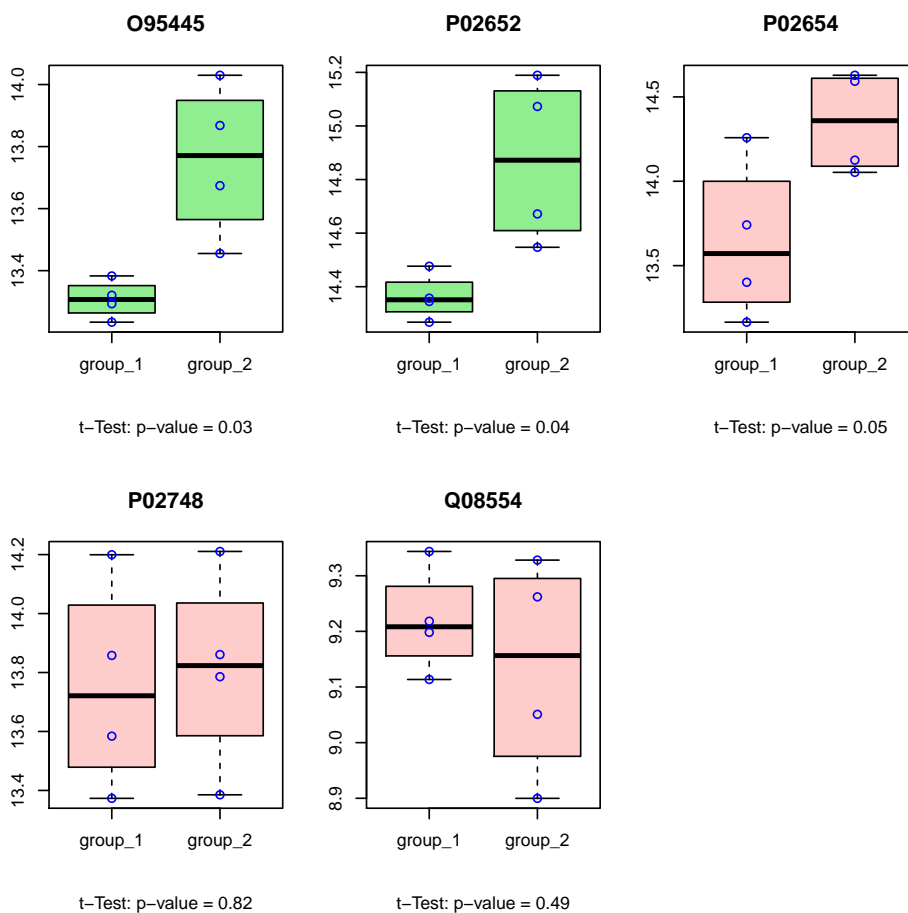 O95445
14.0
13.8
13.6
13.4
group_1 group_2
t-Test: p-value = 0.03
P02652
15.2
15.0
14.8
14.6
14.4
group_1 group_2
t-Test: p-value = 0.04
P02654
14.5
14.0
13.5
group_1 group_2
t-Test: p-value = 0.05
P02748
14.2
14.0
13.8
13.6
13.4
group_1 group_2
t-Test: p-value = 0.82
Q08554
9.3
9.2
9.1
9.0
8.9
group_1 group_2
t-Test: p-value = 0.49